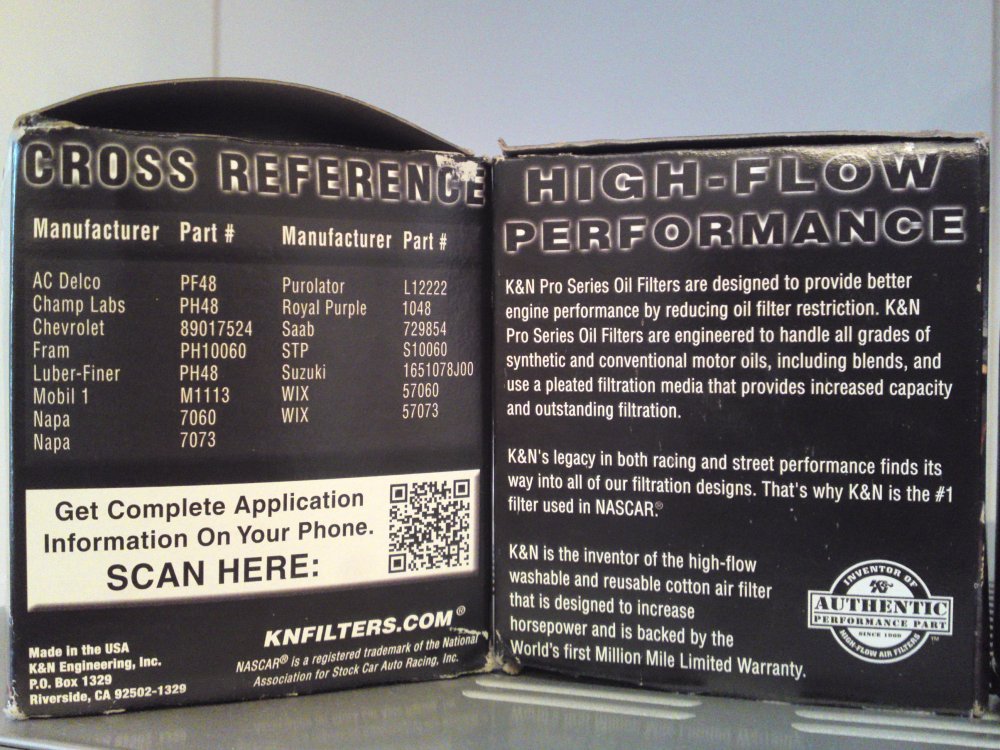 CROSS REFERENCE
Manufacturer Part # Manufacturer Part #
AC Delco PF48 Purolator L12222
Champ Labs PH48 Royal Purple 1048
Chevrolet 89017524 Saab 729854
Fram PH10060 STP S10060
Luber-Finer PH48 Suzuki 1651078J00
Mobil 1 M1113 WIX 57060
Napa 7060 WIX 57073
Napa 7073
Get Complete Application
Information On Your Phone.
SCAN HERE:
KNFILTERS.COM®
Made in the USA
K&N Engineering, Inc.
P.O. Box 1329
Riverside, CA 92502-1329
NASCAR® is a registered trademark of the National
Association for Stock Car Auto Racing, Inc.
HIGH-FLOW
PERFORMANCE
K&N Pro Series Oil Filters are designed to provide better
engine performance by reducing oil filter restriction. K&N
Pro Series Oil Filters are engineered to handle all grades of
synthetic and conventional motor oils, including blends, and
use a pleated filtration media that provides increased capacity
and outstanding filtration.
K&N's legacy in both racing and street performance finds its
way into all of our filtration designs. That's why K&N is the #1
filter used in NASCAR®
K&N is the inventor of the high-flow
washable and reusable cotton air filter
that is designed to increase
horsepower and is backed by the
World's first Million Mile Limited Warranty.
INVENTOR OF
K&N
AUTHENTIC
PERFORMANCE PART
SINCE 1969
HIGH-FLOW AIR FILTERS
TM